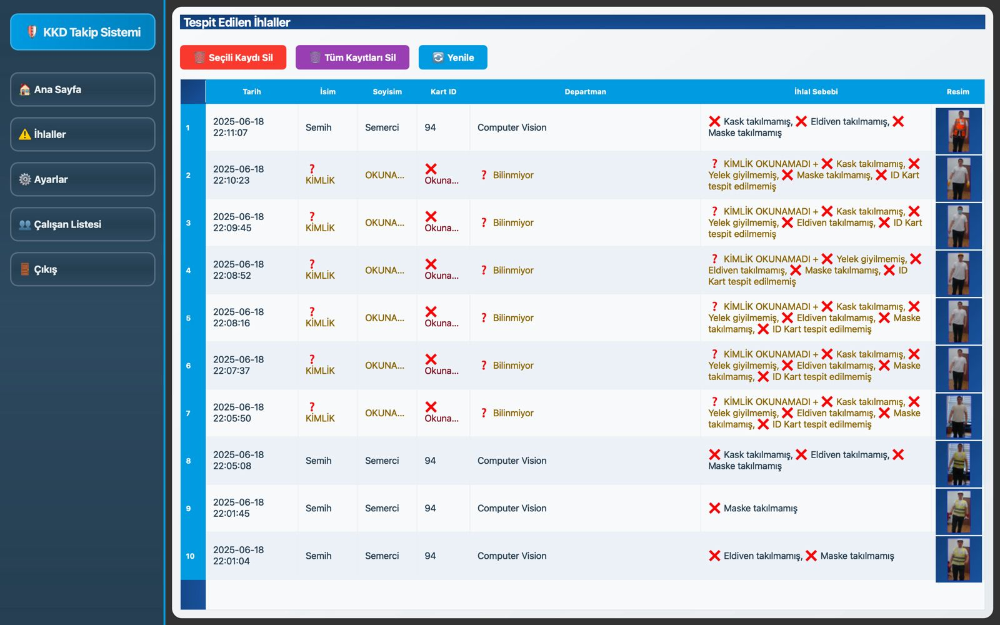 KKD Takip Sistemi
Ana Sayfa
İhlaller
Ayarlar
Çalışan Listesi
Çıkış
Tespit Edilen İhlaller
Seçili Kaydı Sil
Tüm Kayıtları Sil
Yenile
Tarih İsim Soyisim Kart ID Departman İhlal Sebebi Resim
1 2025-06-18 22:11:07 Semih Semerci 94 Computer Vision ❌ Kask takılmamış, ❌ Eldiven takılmamış, ❌
Maske takılmamış
2 2025-06-18 22:10:23 ❓ KİMLİK OKUNA... ❌ Okuna... ❓ Bilinmiyor ❓ KİMLİK OKUNAMADI + ❌ Kask takılmamış, ❌
Yelek giyilmemiş, ❌ Maske takılmamış, ❌ ID Kart
tespit edilmemiş
3 2025-06-18 22:09:45 ❓ KİMLİK OKUNA... ❌ Okuna... ❓ Bilinmiyor ❓ KİMLİK OKUNAMADI + ❌ Kask takılmamış, ❌
Yelek giyilmemiş, ❌ Eldiven takılmamış, ❌ ID Kart
tespit edilmemiş
4 2025-06-18 22:08:52 ❓ KİMLİK OKUNA... ❌ Okuna... ❓ Bilinmiyor ❓ KİMLİK OKUNAMADI + ❌ Yelek giyilmemiş, ❌
Eldiven takılmamış, ❌ Maske takılmamış, ❌ ID
Kart tespit edilmemiş
5 2025-06-18 22:08:16 ❓ KİMLİK OKUNA... ❌ Okuna... ❓ Bilinmiyor ❓ KİMLİK OKUNAMADI + ❌ Kask takılmamış, ❌
Yelek giyilmemiş, ❌ Eldiven takılmamış, ❌ Maske
takılmamış, ❌ ID Kart tespit edilmemiş
6 2025-06-18 22:07:37 ❓ KİMLİK OKUNA... ❌ Okuna... ❓ Bilinmiyor ❓ KİMLİK OKUNAMADI + ❌ Kask takılmamış, ❌
Yelek giyilmemiş, ❌ Eldiven takılmamış, ❌ Maske
takılmamış, ❌ ID Kart tespit edilmemiş
7 2025-06-18 22:05:50 ❓ KİMLİK OKUNA... ❌ Okuna... ❓ Bilinmiyor ❓ KİMLİK OKUNAMADI + ❌ Kask takılmamış, ❌
Yelek giyilmemiş, ❌ Eldiven takılmamış, ❌ Maske
takılmamış, ❌ ID Kart tespit edilmemiş
8 2025-06-18 22:05:08 Semih Semerci 94 Computer Vision ❌ Kask takılmamış, ❌ Eldiven takılmamış, ❌
Maske takılmamış
9 2025-06-18 22:01:45 Semih Semerci 94 Computer Vision ❌ Maske takılmamış
10 2025-06-18 22:01:04 Semih Semerci 94 Computer Vision ❌ Eldiven takılmamış, ❌ Maske takılmamış